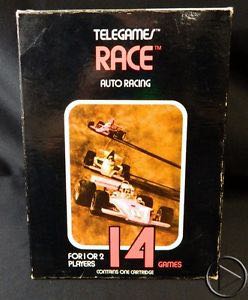 TELEGAMES™
RACE™
AUTO RACING
FOR 1 OR 2
PLAYERS
14
GAMES
CONTAINS ONE CARTRIDGE